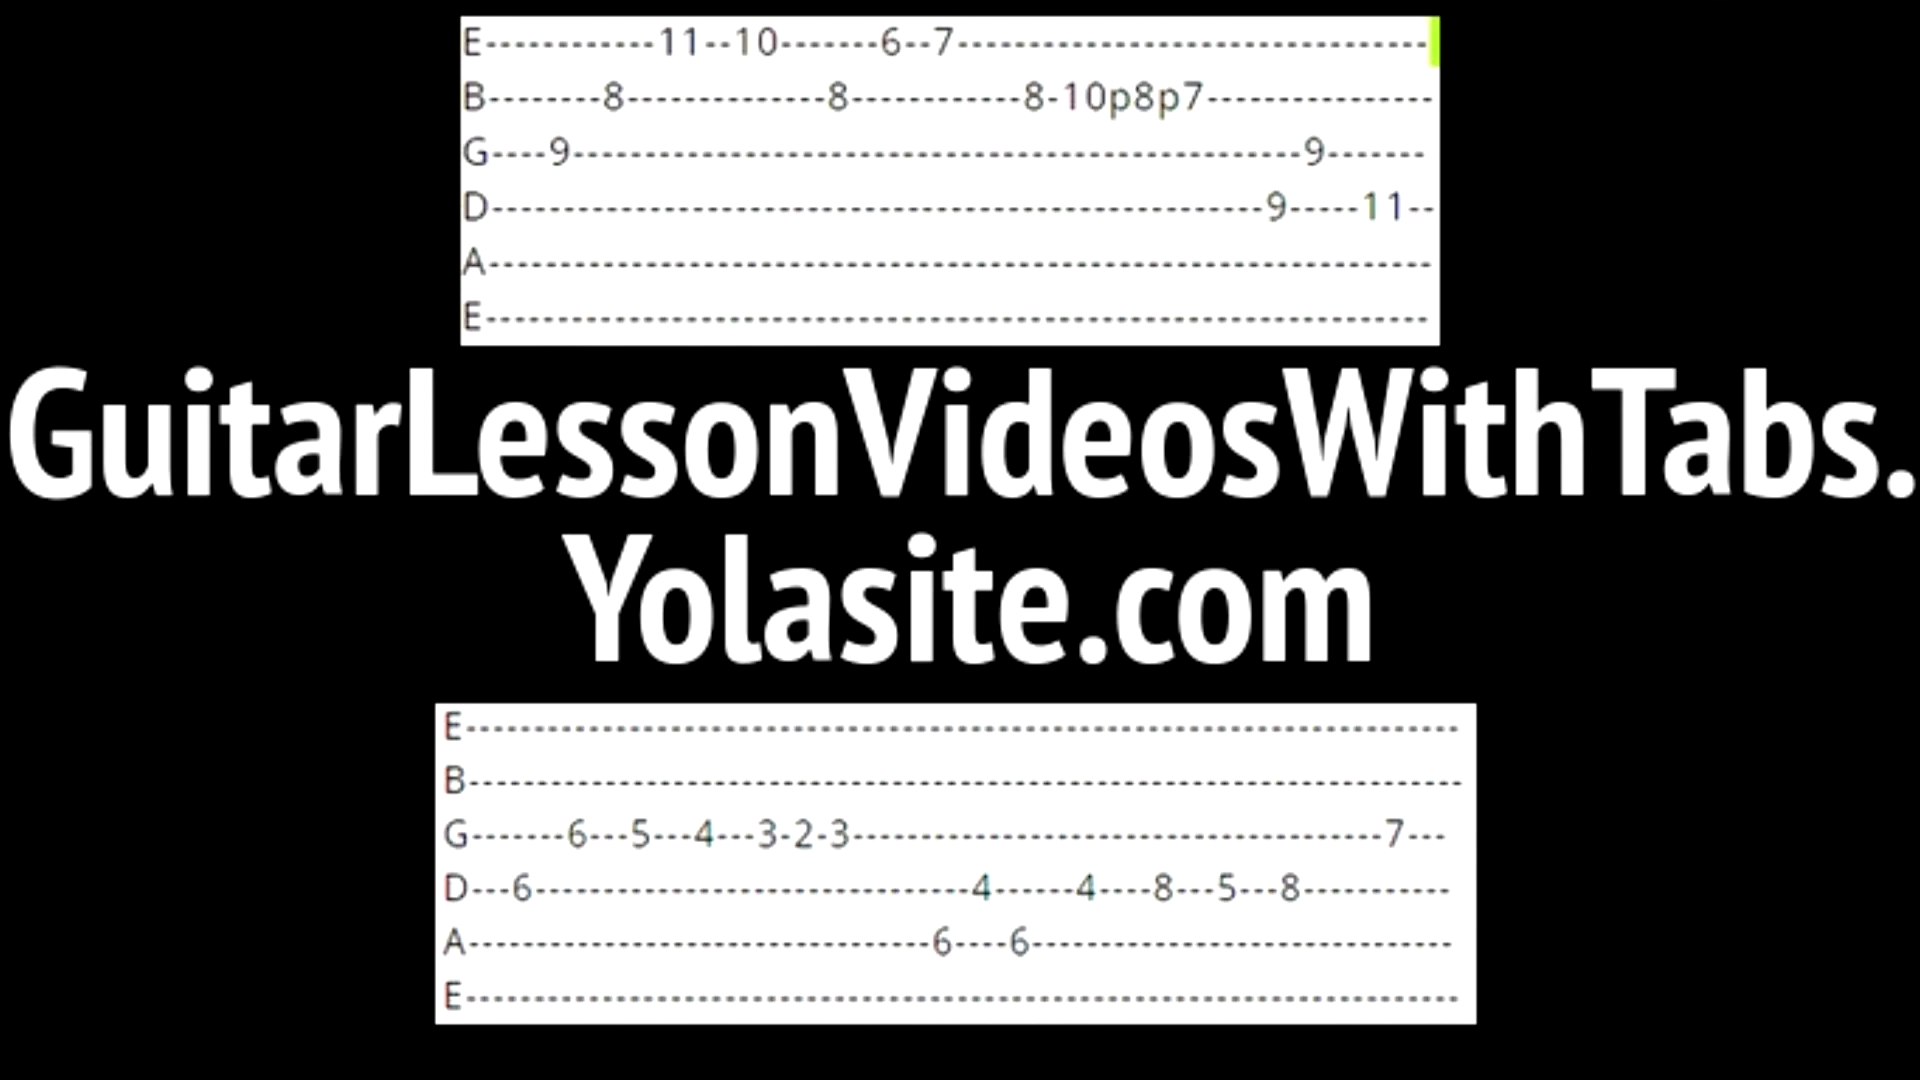 E------------11--10-------6--7---------------------------------
B--------8--------------8------------8-10p8p7----------------
G----9---------------------------------------------------9-------
D------------------------------------------------------9-----11--
A------------------------------------------------------------------
E------------------------------------------------------------------
GuitarLessonVideosWithTabs.
Yolasite.com
E----------------------------------------------------------------------
B----------------------------------------------------------------------
G-------6---5---4---3-2-3--------------------------------------7---
D---6-------------------------------4------4----8---5---8-----------
A---------------------------------6----6------------------------------
E----------------------------------------------------------------------